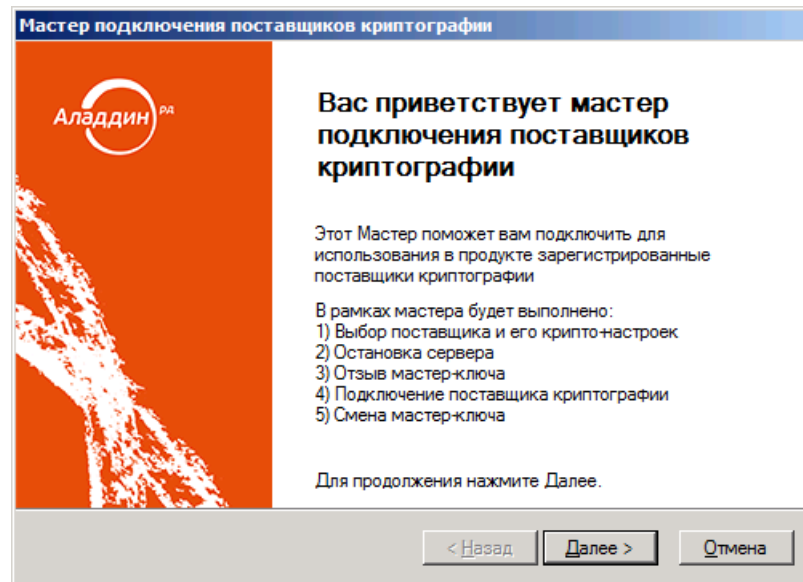 Мастер подключения поставщиков криптографии
Аладдин РД
Вас приветствует мастер
подключения поставщиков
криптографии
Этот Мастер поможет вам подключить для
использования в продукте зарегистрированные
поставщики криптографии
В рамках мастера будет выполнено:
1) Выбор поставщика и его крипто-настроек
2) Остановка сервера
3) Отзыв мастер-ключа
4) Подключение поставщика криптографии
5) Смена мастер-ключа
Для продолжения нажмите Далее.
< Назад Далее > Отмена